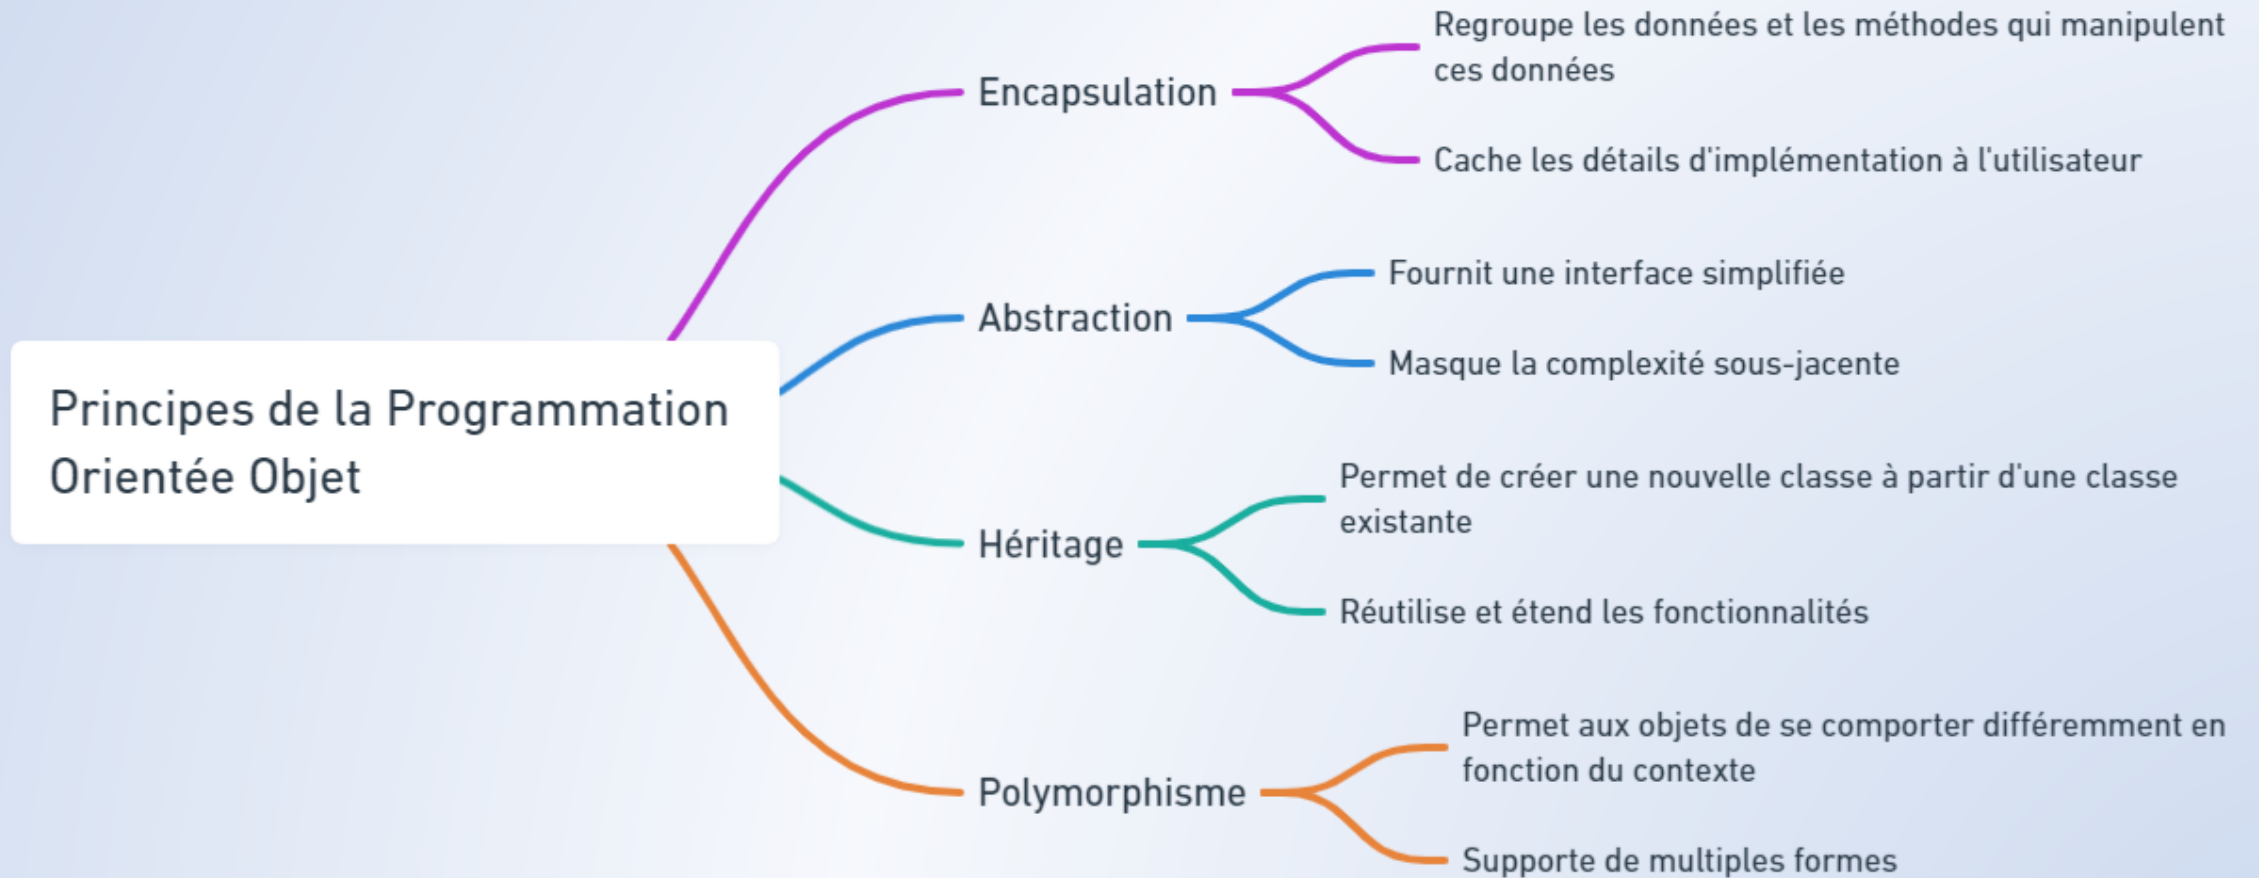 Principes de la Programmation
Orientée Objet
Encapsulation
Regroupe les données et les méthodes qui manipulent
ces données
Cache les détails d'implémentation à l'utilisateur
Abstraction
Fournit une interface simplifiée
Masque la complexité sous-jacente
Héritage
Permet de créer une nouvelle classe à partir d'une classe
existante
Réutilise et étend les fonctionnalités
Polymorphisme
Permet aux objets de se comporter différemment en
fonction du contexte
Supporte de multiples formes